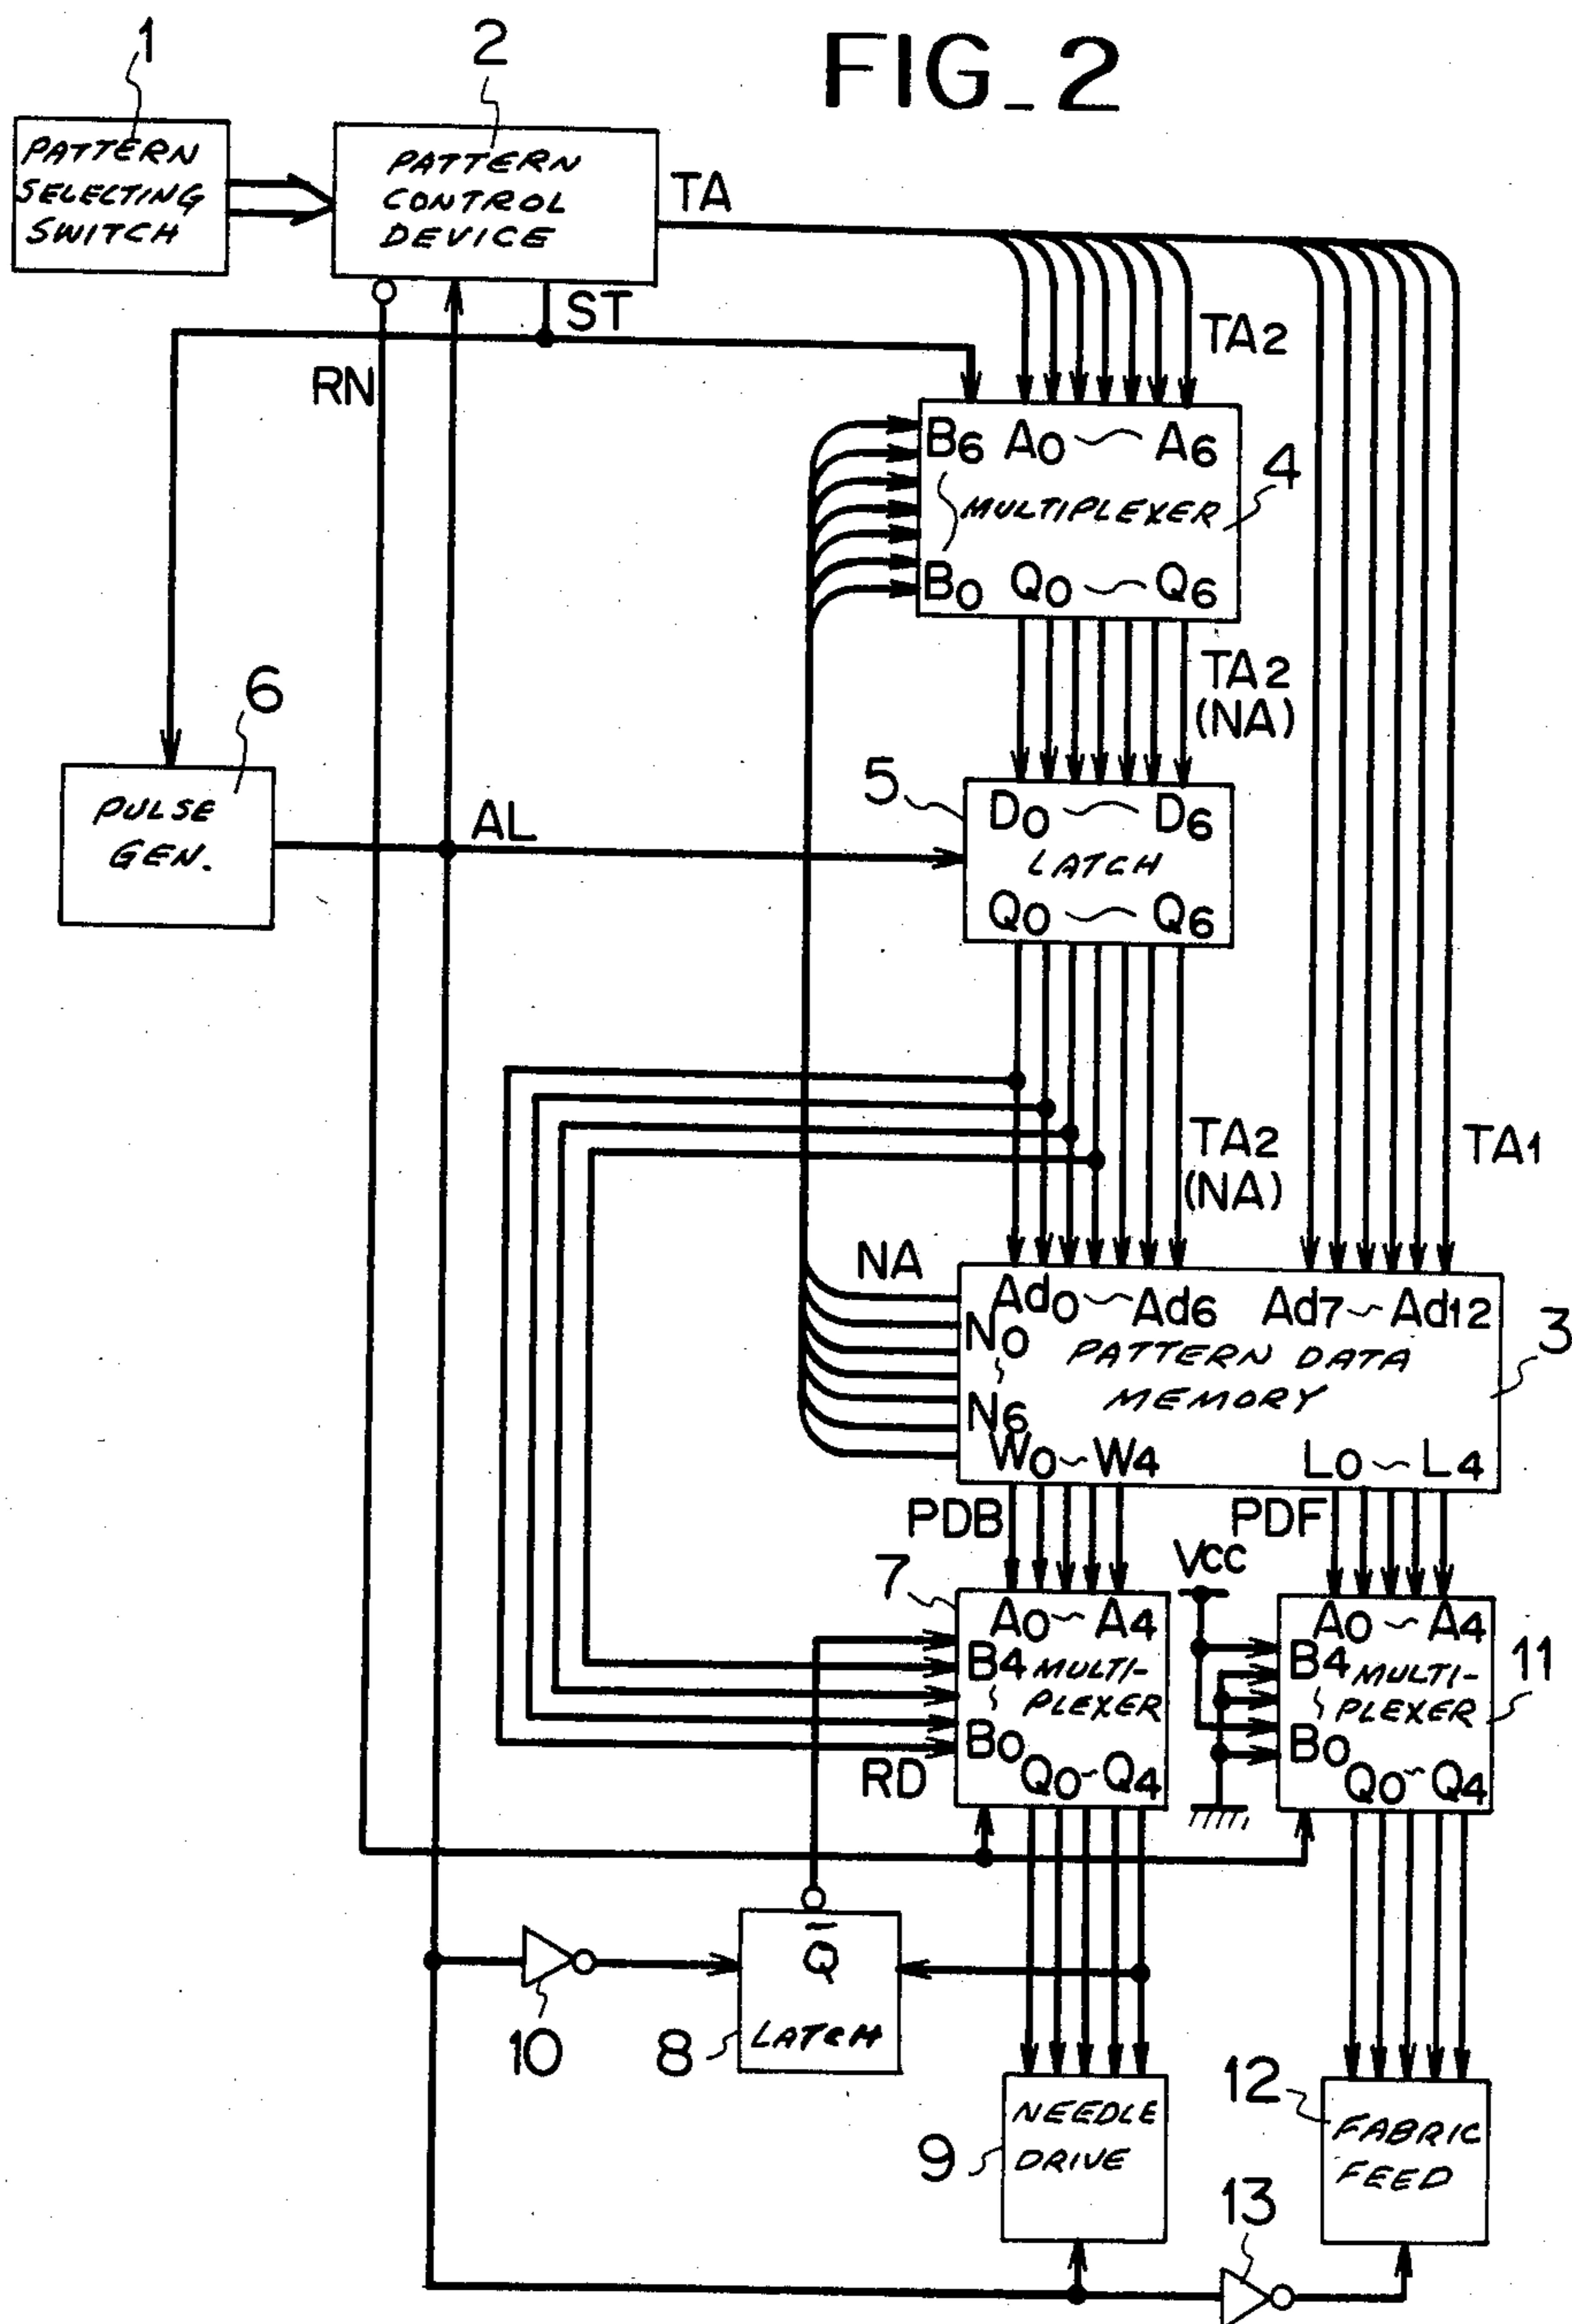 FIG_2
1
2
PATTERN
SELECTING
SWITCH
PATTERN
CONTROL
DEVICE
TA
ST
RN
TA2
B6 A0 ~ A6
MULTIPLEXER
4
B0 Q0 ~ Q6
TA2
(NA)
6
PULSE
GEN.
AL
5
D0 ~ D6
LATCH
Q0 ~ Q6
TA2
(NA)
TA1
NA
Ad0 ~ Ad6 Ad7 ~ Ad12
N0
PATTERN DATA
MEMORY
3
N6
W0 ~ W4 L0 ~ L4
PDB
PDF
7
VCC
A0 ~ A4
B4 MULTI-
PLEXER
B0
Q0 ~ Q4
RD
A0 ~ A4
B4 MULTI-
PLEXER
B0
Q0 ~ Q4
11
Q
LATCH
8
10
NEEDLE
DRIVE
9
12
FABRIC
FEED
13